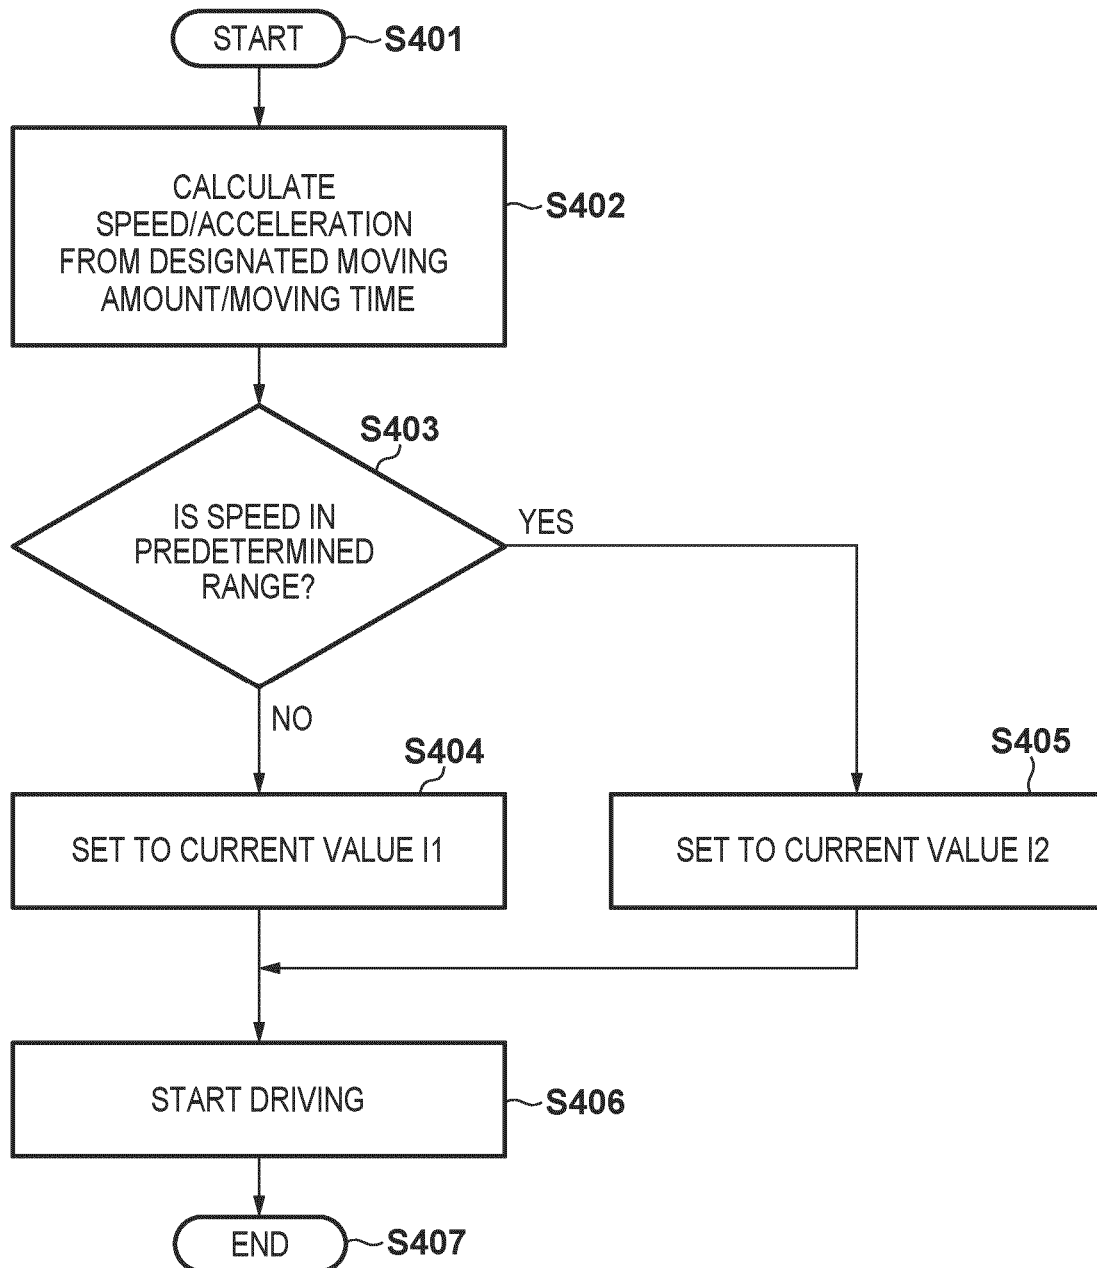 START
S401
CALCULATE
SPEED/ACCELERATION
FROM DESIGNATED MOVING
AMOUNT/MOVING TIME
S402
S403
IS SPEED IN
PREDETERMINED
RANGE?
YES
NO
S404
SET TO CURRENT VALUE I1
S405
SET TO CURRENT VALUE I2
START DRIVING
S406
END
S407